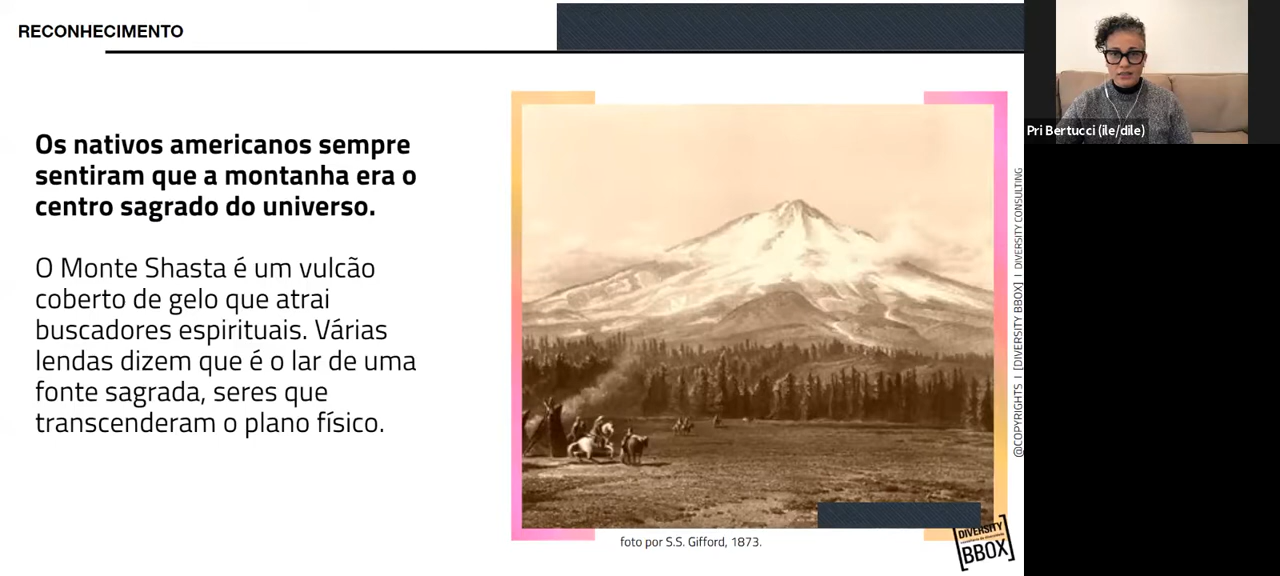 RECONHECIMENTO
Os nativos americanos sempre
sentiram que a montanha era o
centro sagrado do universo.
O Monte Shasta é um vulcão
coberto de gelo que atrai
buscadores espirituais. Várias
lendas dizem que é o lar de uma
fonte sagrada, seres que
transcenderam o plano físico.
foto por S.S. Gifford, 1873.
@COPYRIGHTS I [DIVERSITY BBOX] I DIVERSITY CONSULTING
DIVERSITY
BBOX
Pri Bertucci (ile/dile)